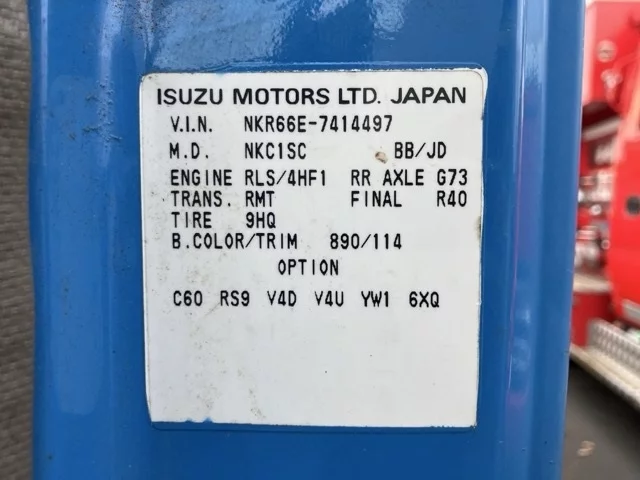 ISUZU MOTORS LTD. JAPAN
V.I.N. NKR66E-7414497
M.D. NKC1SC BB/JD
ENGINE RLS/4HF1 RR AXLE G73
TRANS. RMT FINAL R40
TIRE 9HQ
B.COLOR/TRIM 890/114
OPTION
C60 RS9 V4D V4U YW1 6XQ